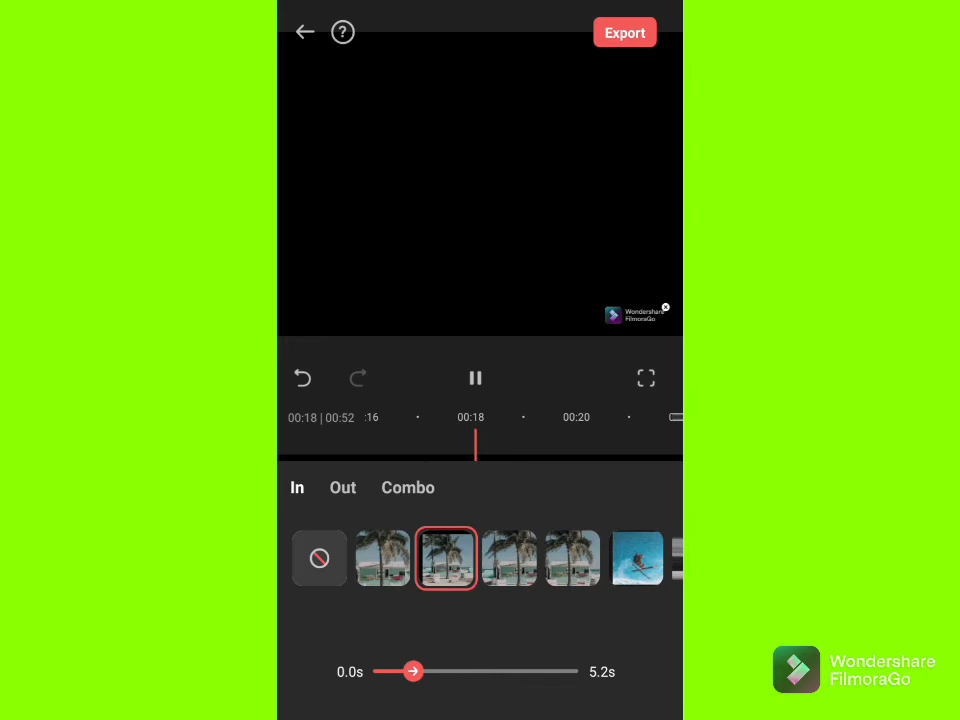 ?
Export
Wondershare
FilmoraGo
00:18 | 00:52
:16
00:18
00:20
In
Out
Combo
0.0s
5.2s
Wondershare
FilmoraGo